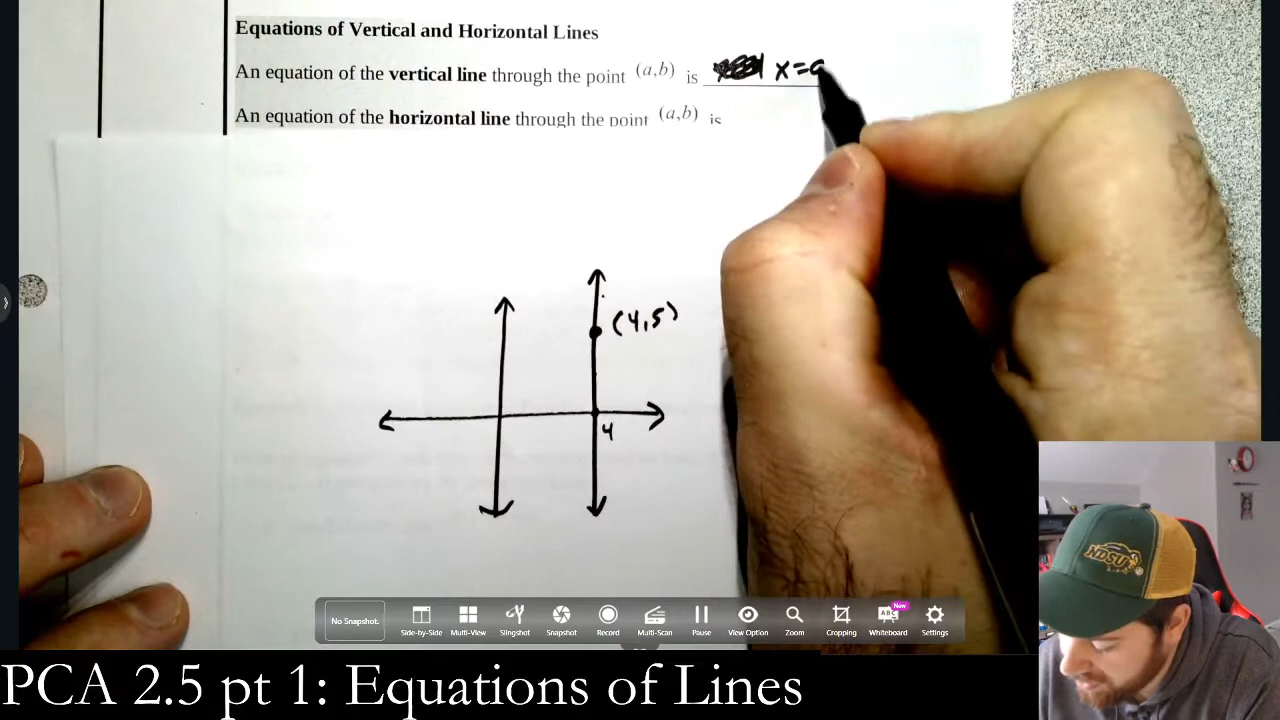 Equations of Vertical and Horizontal Lines
An equation of the vertical line through the point (a,b) is x=a
An equation of the horizontal line through the point (a,b) is
(4,5)
4
NDSU
No Snapshot.
Side-by-Side Multi-View Slingshot Snapshot Record Multi-Scan Pause View Option Zoom Cropping Whiteboard Settings
ABC New
PCA 2.5 pt 1: Equations of Lines